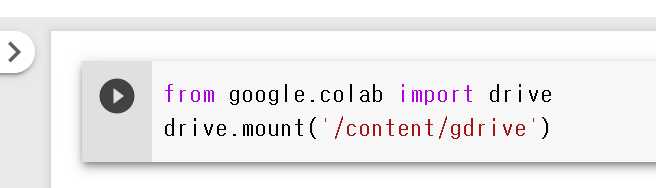 from google.colab import drive
drive.mount('/content/gdrive')